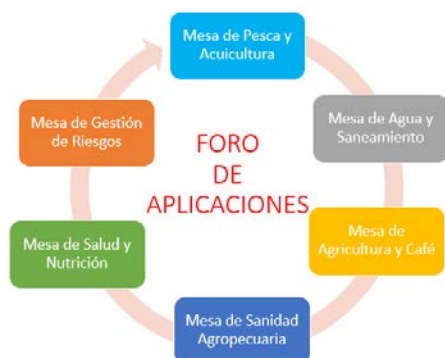 Mesa de Pesca y
Acuicultura
Mesa de Agua y
Saneamiento
Mesa de
Agricultura y Café
Mesa de Sanidad
Agropecuaria
Mesa de Salud y
Nutrición
Mesa de Gestión
de Riesgos
FORO
DE
APLICACIONES